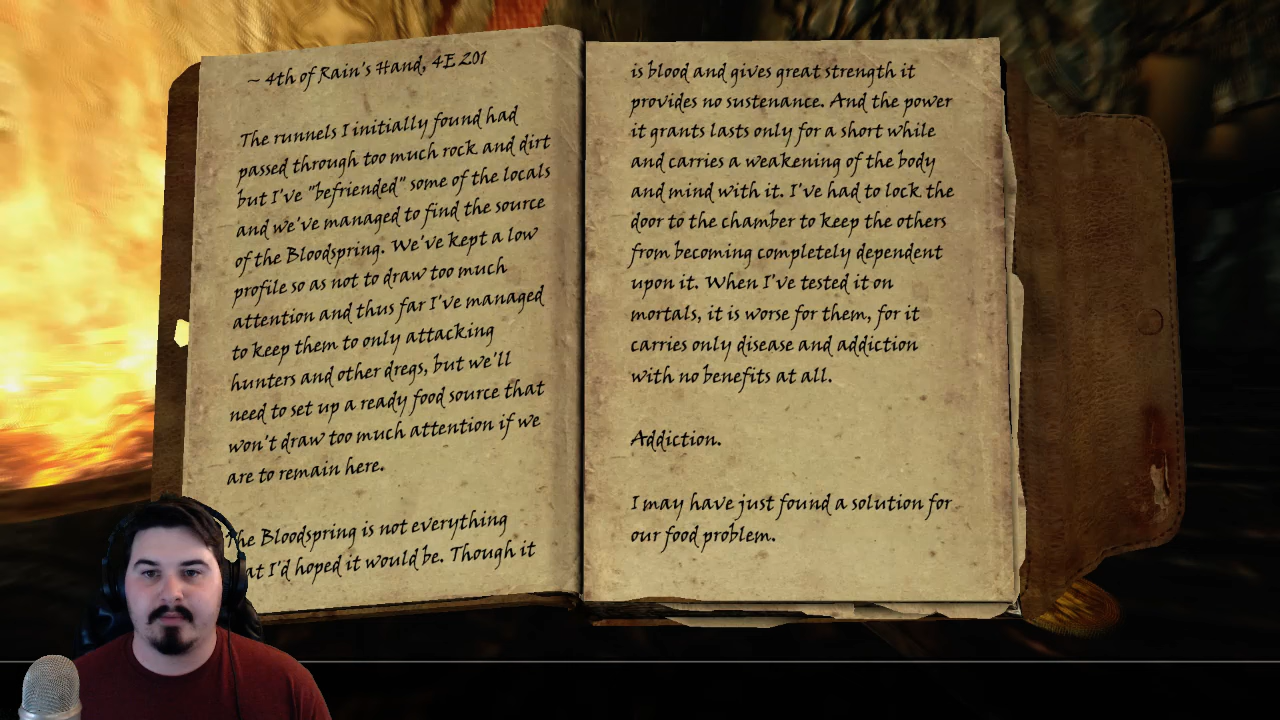 ~ 4th of Rain's Hand, 4E 201
The runnels I initially found had
passed through too much rock and dirt
but I've "befriended" some of the locals
and we've managed to find the source
of the Bloodspring. We've kept a low
profile so as not to draw too much
attention and thus far I've managed
to keep them to only attacking
hunters and other dregs, but we'll
need to set up a ready food source that
won't draw too much attention if we
are to remain here.
The Bloodspring is not everything
at I'd hoped it would be. Though it
is blood and gives great strength it
provides no sustenance. And the power
it grants lasts only for a short while
and carries a weakening of the body
and mind with it. I've had to lock the
door to the chamber to keep the others
from becoming completely dependent
upon it. When I've tested it on
mortals, it is worse for them, for it
carries only disease and addiction
with no benefits at all.
Addiction.
I may have just found a solution for
our food problem.